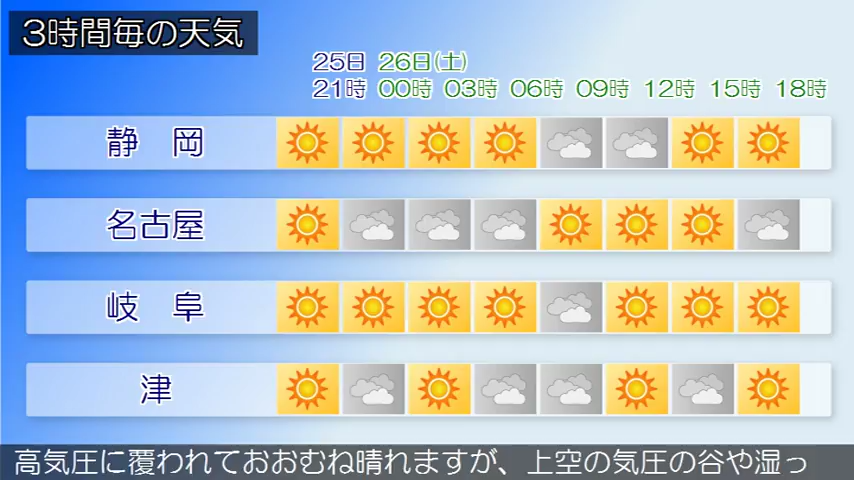 3時間毎の天気
25日 26日(土)
21時 00時 03時 06時 09時 12時 15時 18時
静 岡
名古屋
岐 阜
津
高気圧に覆われておおむね晴れますが、上空の気圧の谷や湿っ